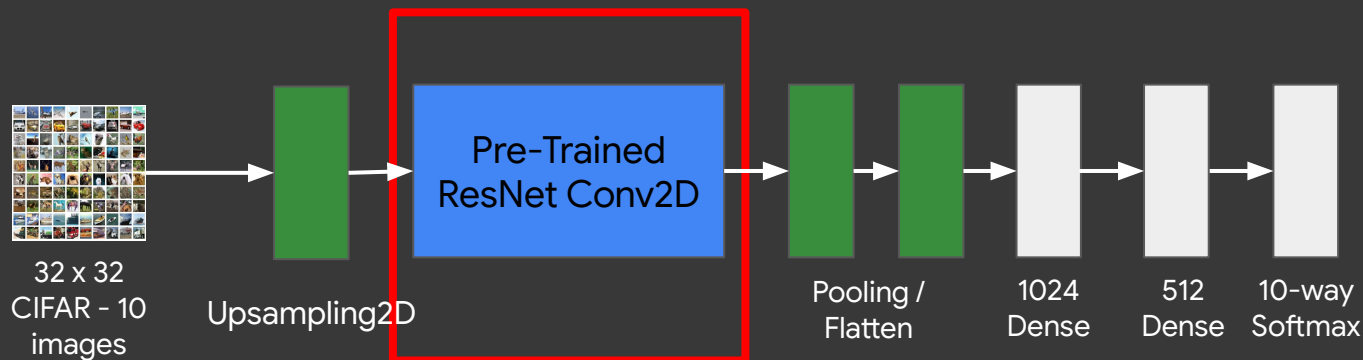 Pre-Trained
ResNet Conv2D
32 x 32
CIFAR - 10
images
Upsampling2D
Pooling /
Flatten
1024
Dense
512
Dense
10-way
Softmax